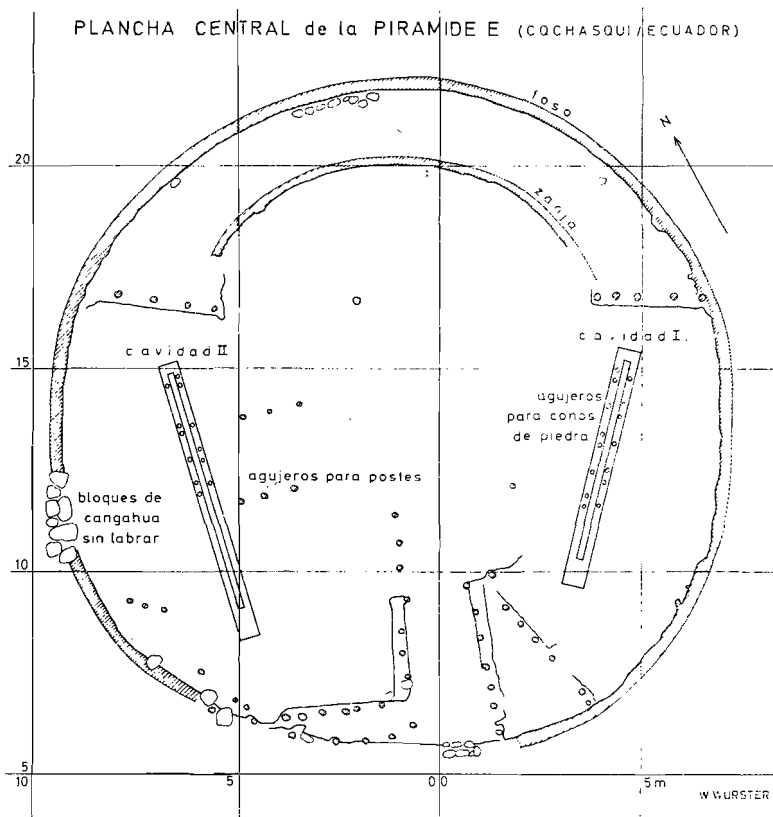 PLANCHA CENTRAL de la PIRAMIDE E (COCHASQUI/ECUADOR)
foso
N
20
zanja
cavidad II
cavidad I.
15
agujeros
para conos
de piedra
agujeros para postes
bloques de
cangahua
sin labrar
10
5
10
5
0 0
5 m
W.WURSTER